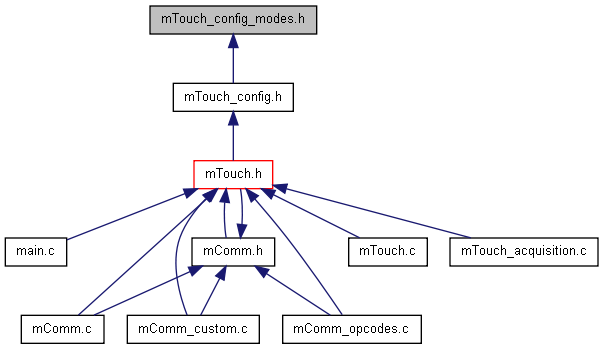 mTouch_config_modes.h
mTouch_config.h
mTouch.h
main.c
mComm.h
mTouch.c
mTouch_acquisition.c
mComm.c
mComm_custom.c
mComm_opcodes.c